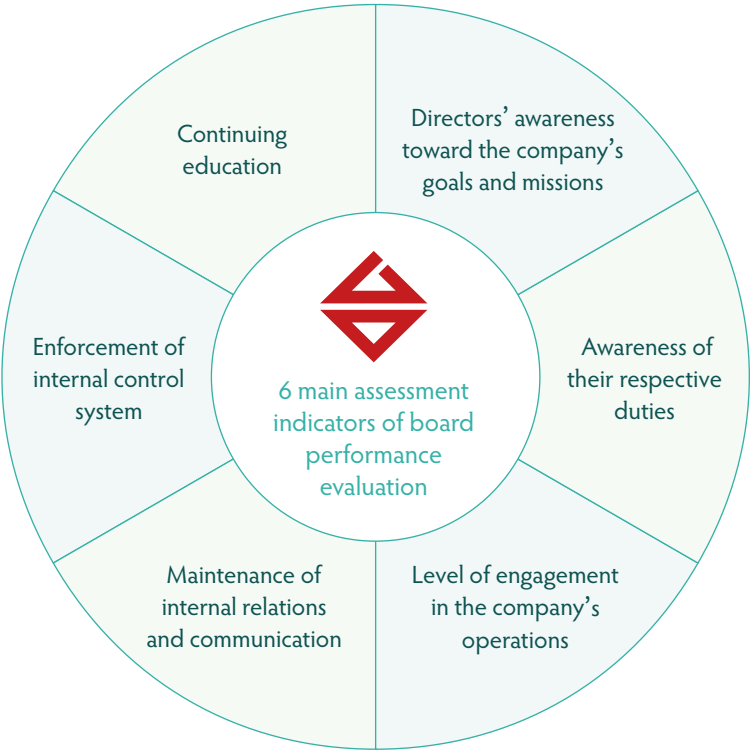 Continuing
education
Directors’ awareness
toward the company’s
goals and missions
Awareness of
their respective
duties
Level of engagement
in the company’s
operations
Maintenance of
internal relations
and communication
Enforcement of
internal control
system
6 main assessment
indicators of board
performance
evaluation